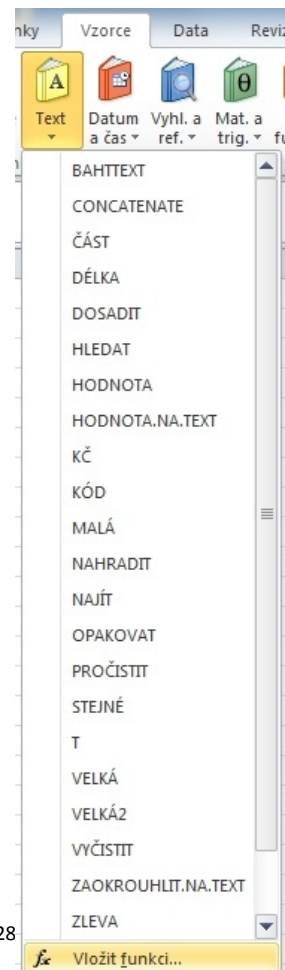 nky Vzorce Data Reviz
Text Datum a čas Vyhl. a ref. Mat. a trig. fu
BAHTTEXT
CONCATENATE
ČÁST
DÉLKA
DOSADIT
HLEDAT
HODNOTA
HODNOTA.NA.TEXT
KČ
KÓD
MALÁ
NAHRADIT
NAJÍT
OPAKOVAT
PROČISTIT
STEJNÉ
T
VELKÁ
VELKÁ2
VYČISTIT
ZAOKROUHLIT.NA.TEXT
28
ZLEVA
fx Vložit funkci...